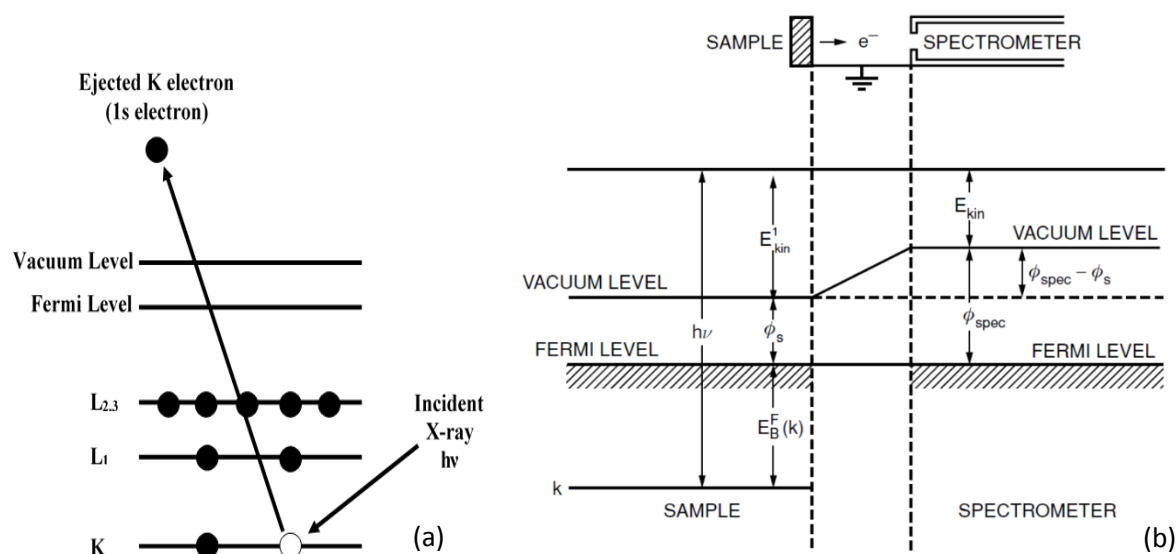 Ejected K electron
(1s electron)
Vacuum Level
Fermi Level
L2.3
L1
K
Incident
X-ray
hν
(a)
SAMPLE
e−
SPECTROMETER
E1kin
Ekin
VACUUM LEVEL
VACUUM LEVEL
ϕspec − ϕs
hν
ϕs
ϕspec
FERMI LEVEL
FERMI LEVEL
EFB(k)
k
SAMPLE
SPECTROMETER
(b)